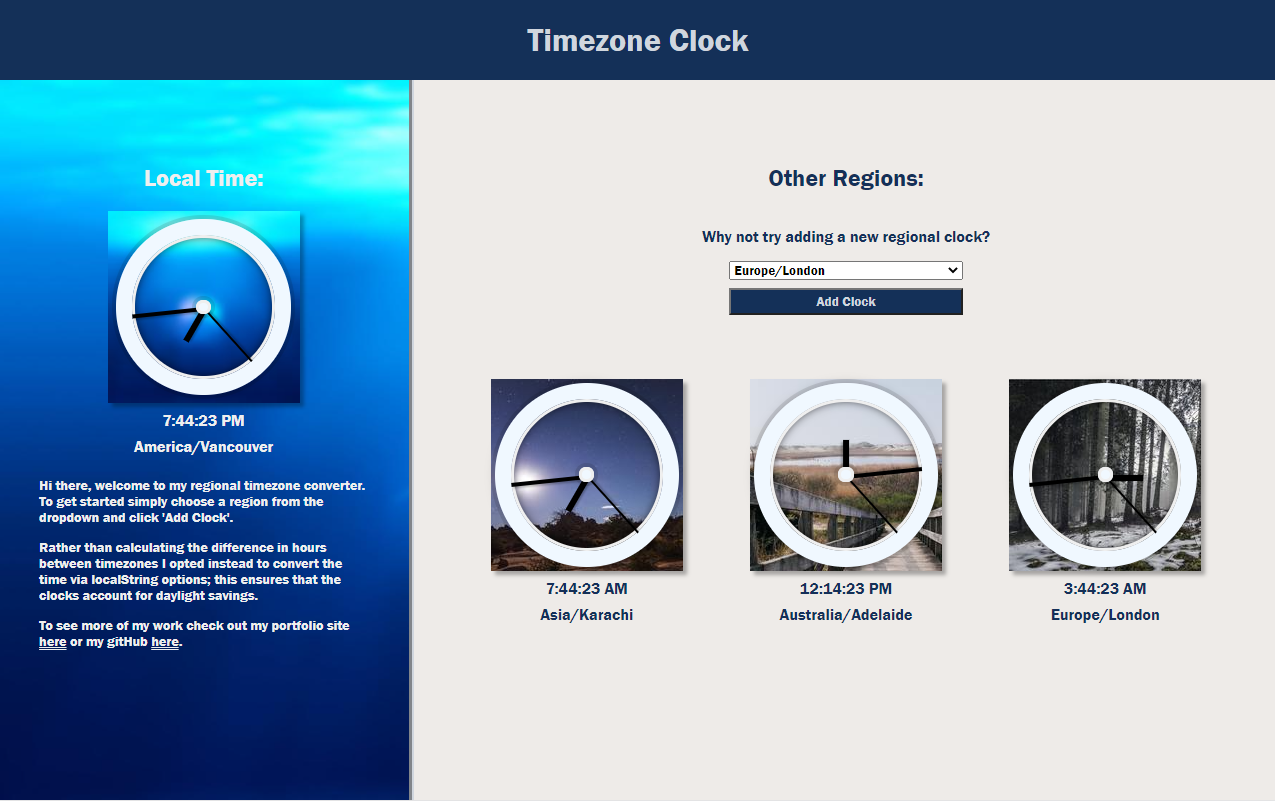 Timezone Clock
Local Time:
7:44:23 PM
America/Vancouver
Hi there, welcome to my regional timezone converter.
To get started simply choose a region from the
dropdown and click 'Add Clock'.
Rather than calculating the difference in hours
between timezones I opted instead to convert the
time via localString options; this ensures that the
clocks account for daylight savings.
To see more of my work check out my portfolio site
here or my gitHub here.
Other Regions:
Why not try adding a new regional clock?
Europe/London
Add Clock
7:44:23 AM
Asia/Karachi
12:14:23 PM
Australia/Adelaide
3:44:23 AM
Europe/London